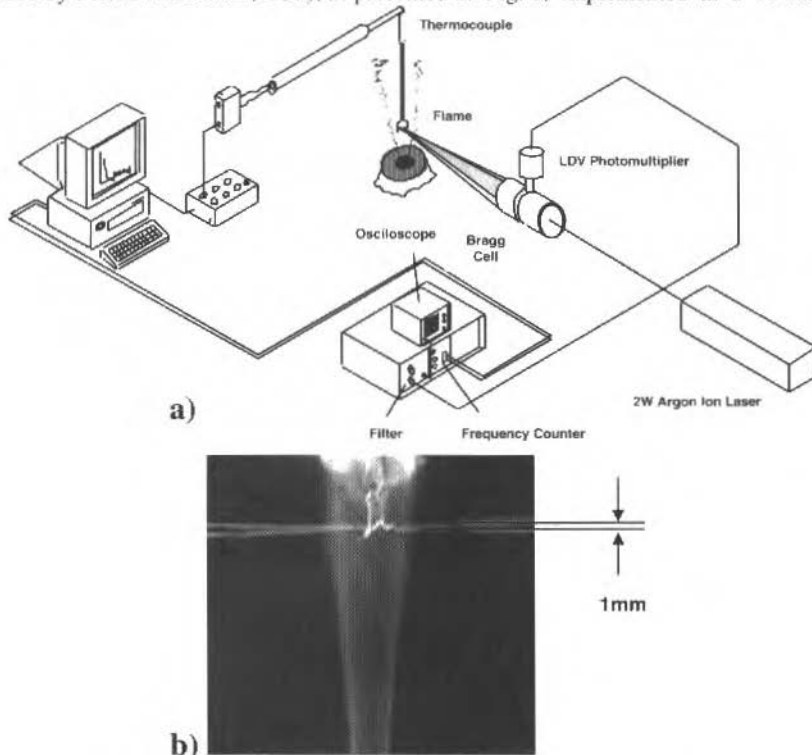 Thermocouple
Flame
LDV Photomultiplier
Osciloscope
Bragg
Cell
a)
2W Argon Ion Laser
Filter
Frequency Counter
1mm
b)